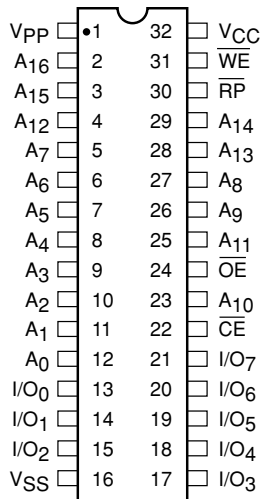 VPP 1 32 VCC
A16 2 31 WE
A15 3 30 RP
A12 4 29 A14
A7 5 28 A13
A6 6 27 A8
A5 7 26 A9
A4 8 25 A11
A3 9 24 OE
A2 10 23 A10
A1 11 22 CE
A0 12 21 I/O7
I/O0 13 20 I/O6
I/O1 14 19 I/O5
I/O2 15 18 I/O4
VSS 16 17 I/O3